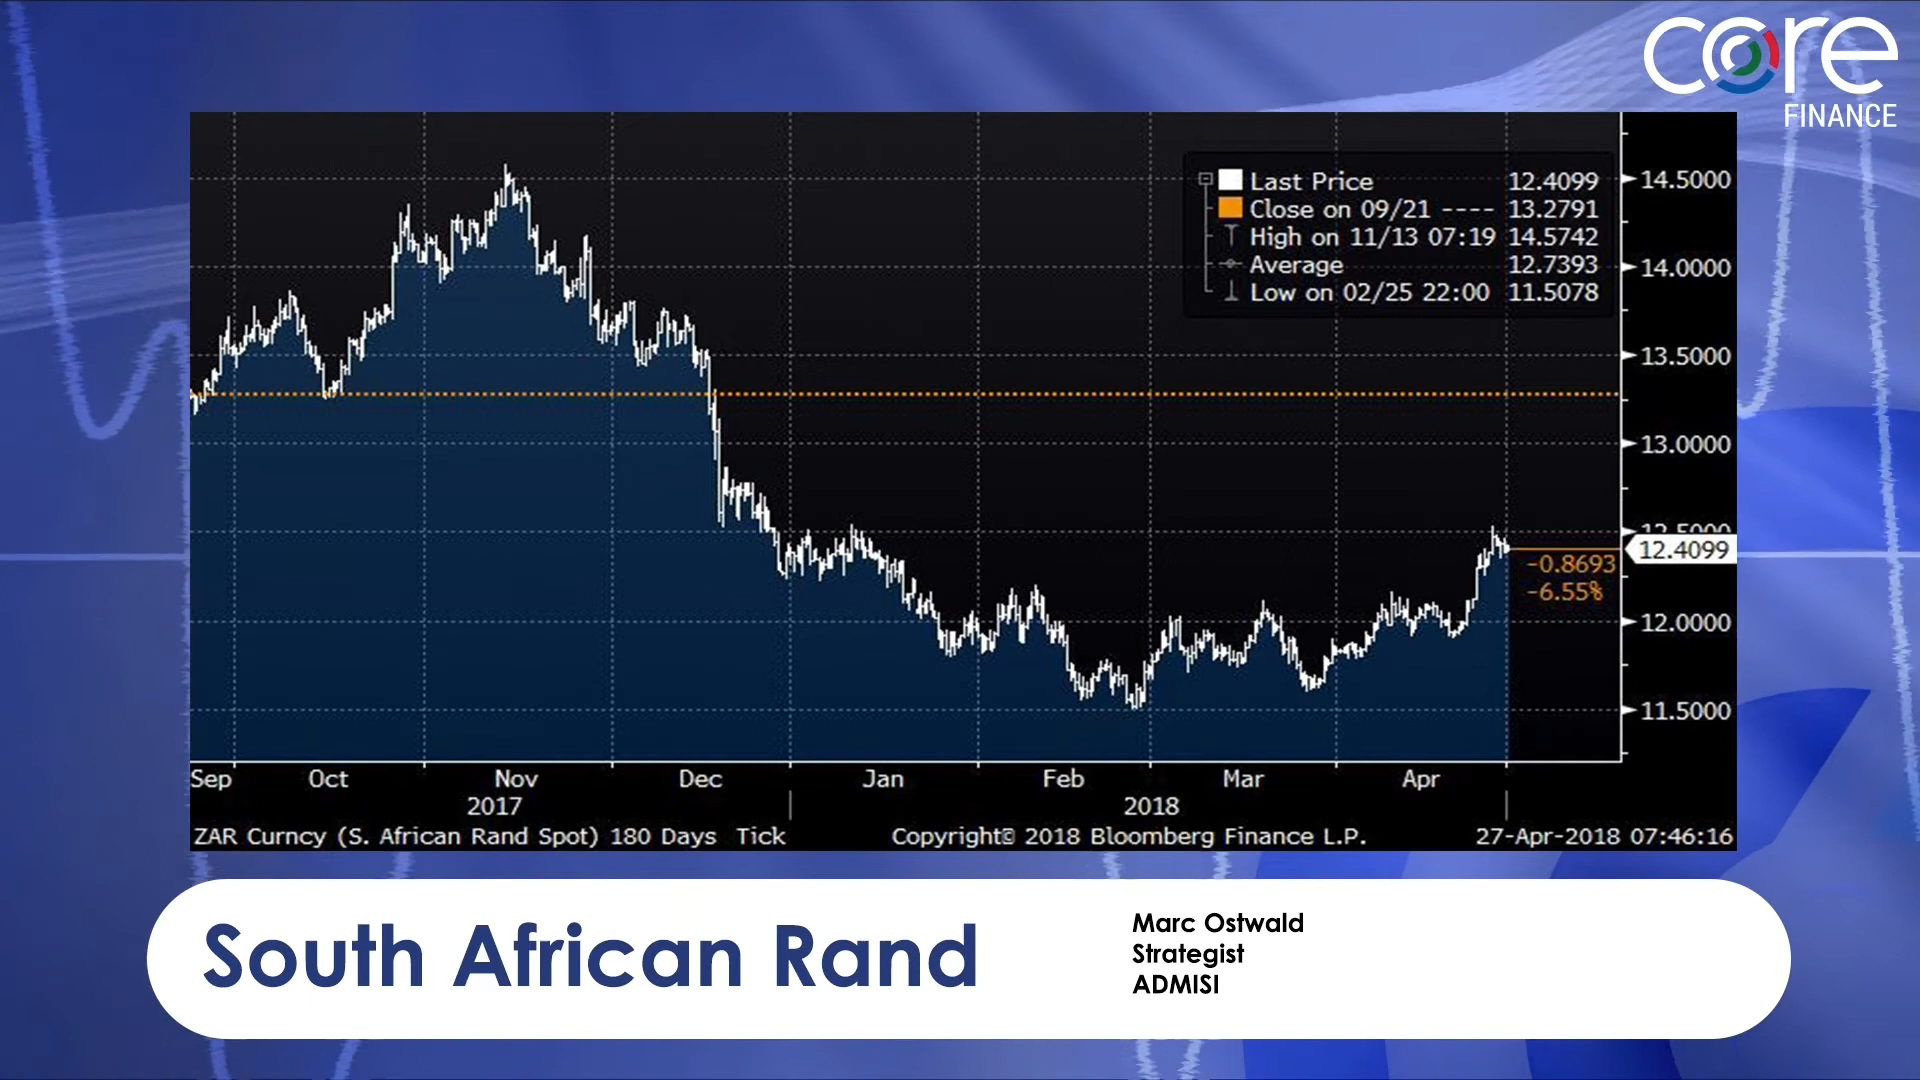 core
FINANCE
Last Price 12.4099
Close on 09/21 ---- 13.2791
High on 11/13 07:19 14.5742
Average 12.7393
Low on 02/25 22:00 11.5078
14.5000
14.0000
13.5000
13.0000
12.5000
12.4099
-0.8693
-6.55%
12.0000
11.5000
Sep Oct Nov Dec Jan Feb Mar Apr
2017 2018
ZAR Curncy (S. African Rand Spot) 180 Days Tick Copyright© 2018 Bloomberg Finance L.P. 27-Apr-2018 07:46:16
South African Rand
Marc Ostwald
Strategist
ADMISI